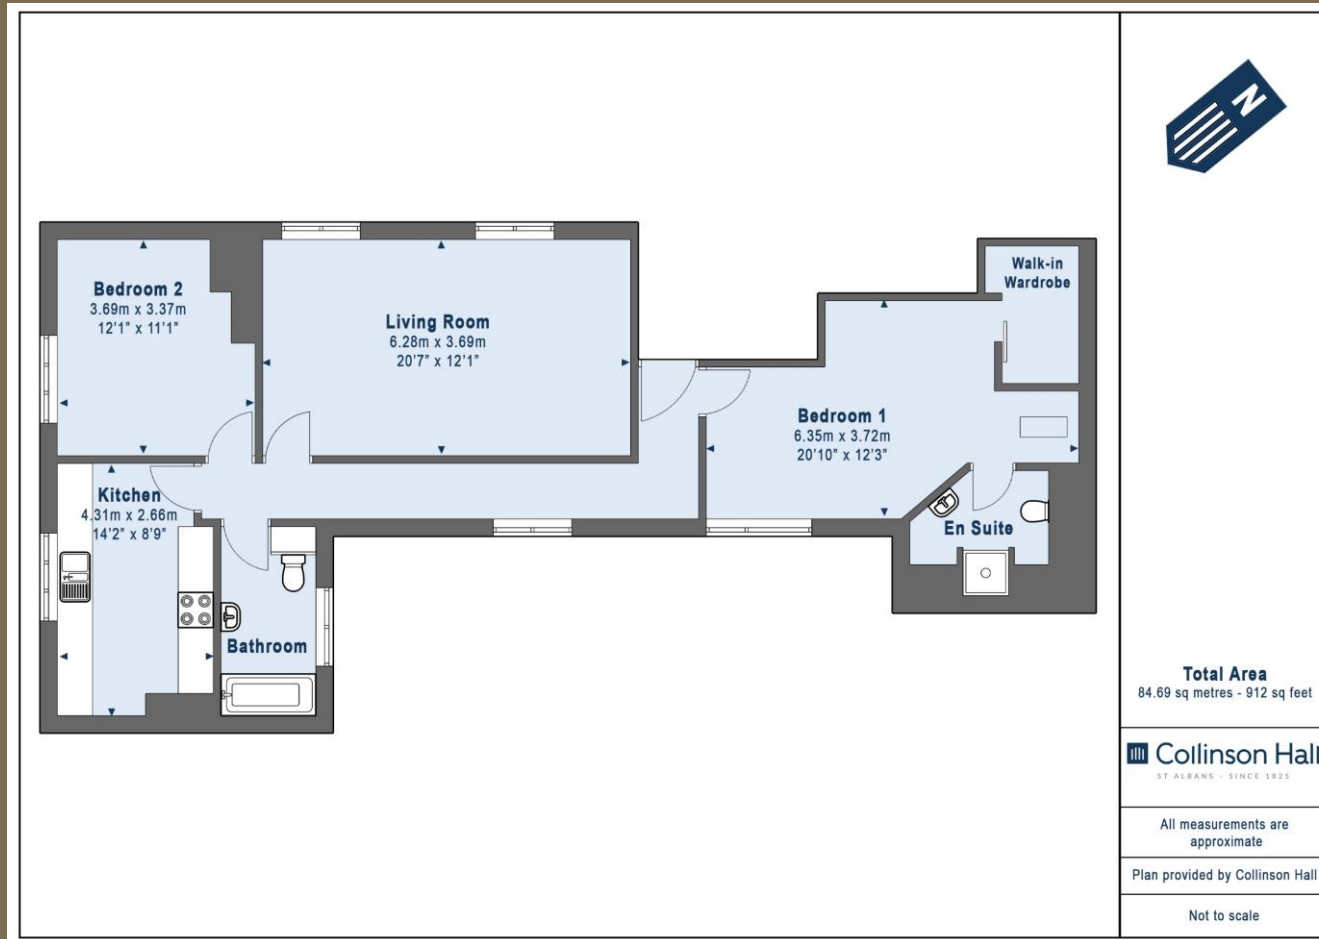 N
Walk-in
Wardrobe
Bedroom 2
3.69m x 3.37m
12'1" x 11'1"
Living Room
6.28m x 3.69m
20'7" x 12'1"
Bedroom 1
6.35m x 3.72m
20'10" x 12'3"
Kitchen
4.31m x 2.66m
14'2" x 8'9"
En Suite
Bathroom
Total Area
84.69 sq metres - 912 sq feet
Collinson Hall
ST ALBANS - SINCE 1825
All measurements are
approximate
Plan provided by Collinson Hall
Not to scale